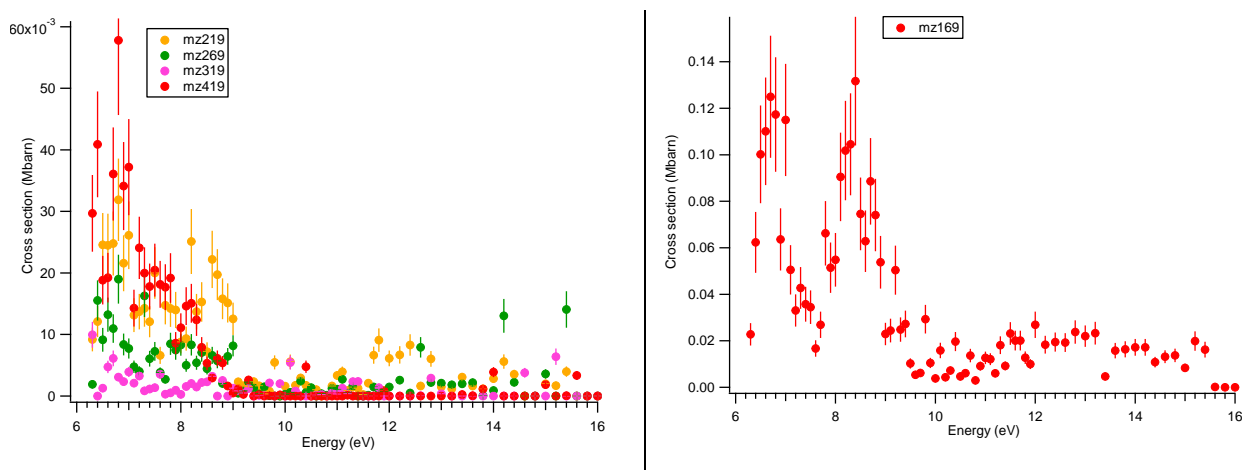 60x10⁻³
50
40
30
20
10
0
Cross section (Mbarn)
mz219
mz269
mz319
mz419
6
8
10
12
14
16
Energy (eV)
0.14
0.12
0.10
0.08
0.06
0.04
0.02
0.00
Cross section (Mbarn)
mz169
6
8
10
12
14
16
Energy (eV)